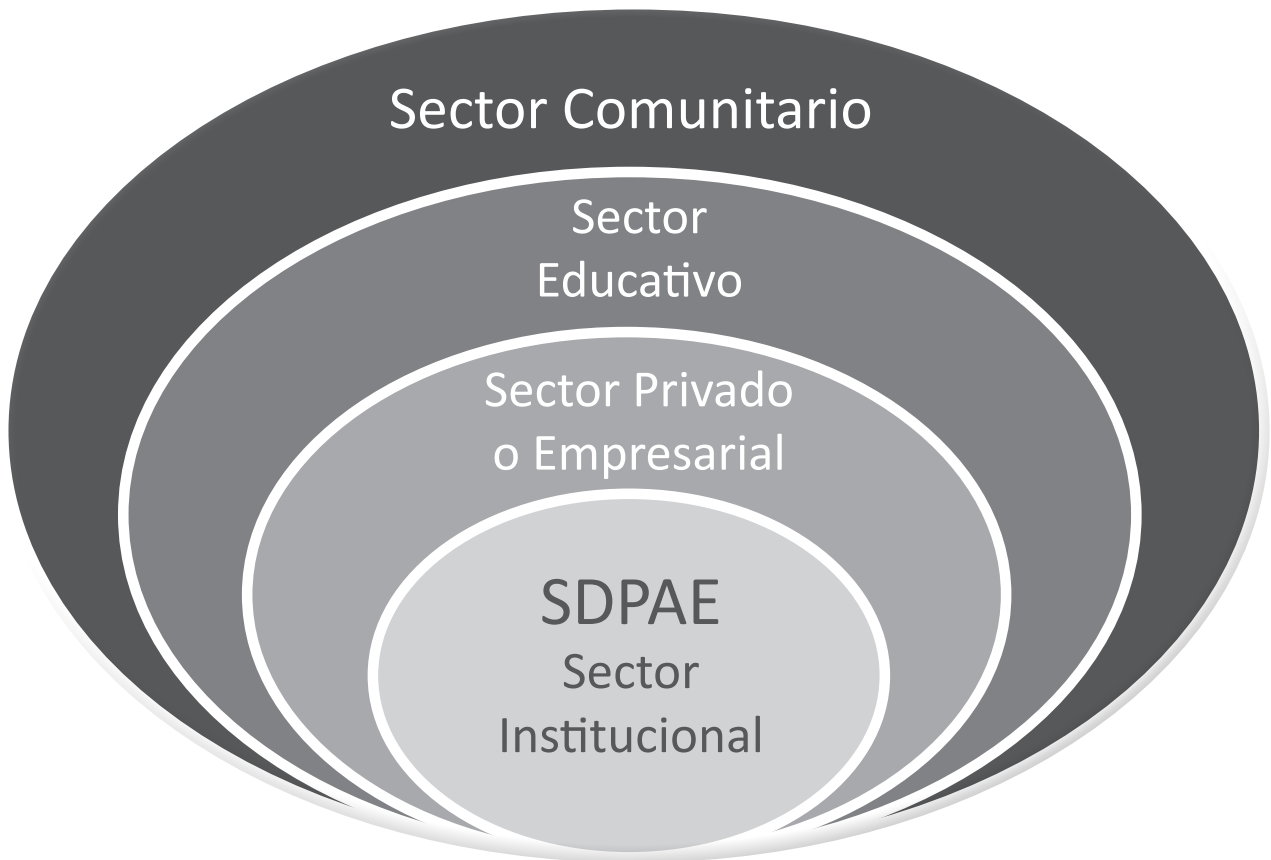 Sector Comunitario
Sector
Educativo
Sector Privado
o Empresarial
SDPAE
Sector
Institucional